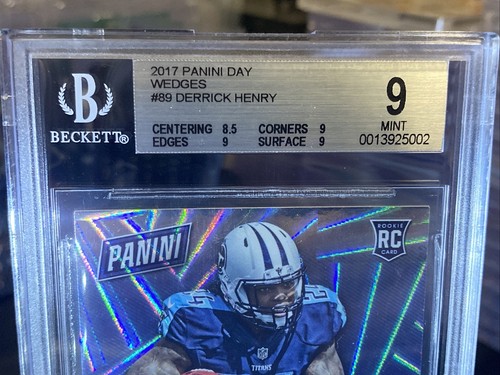 B
BECKETT®
2017 PANINI DAY
WEDGES
#89 DERRICK HENRY
CENTERING 8.5 CORNERS 9
EDGES 9 SURFACE 9
9
MINT
0013925002
PANINI
ROOKIE
RC
CARD
NFL
TITANS